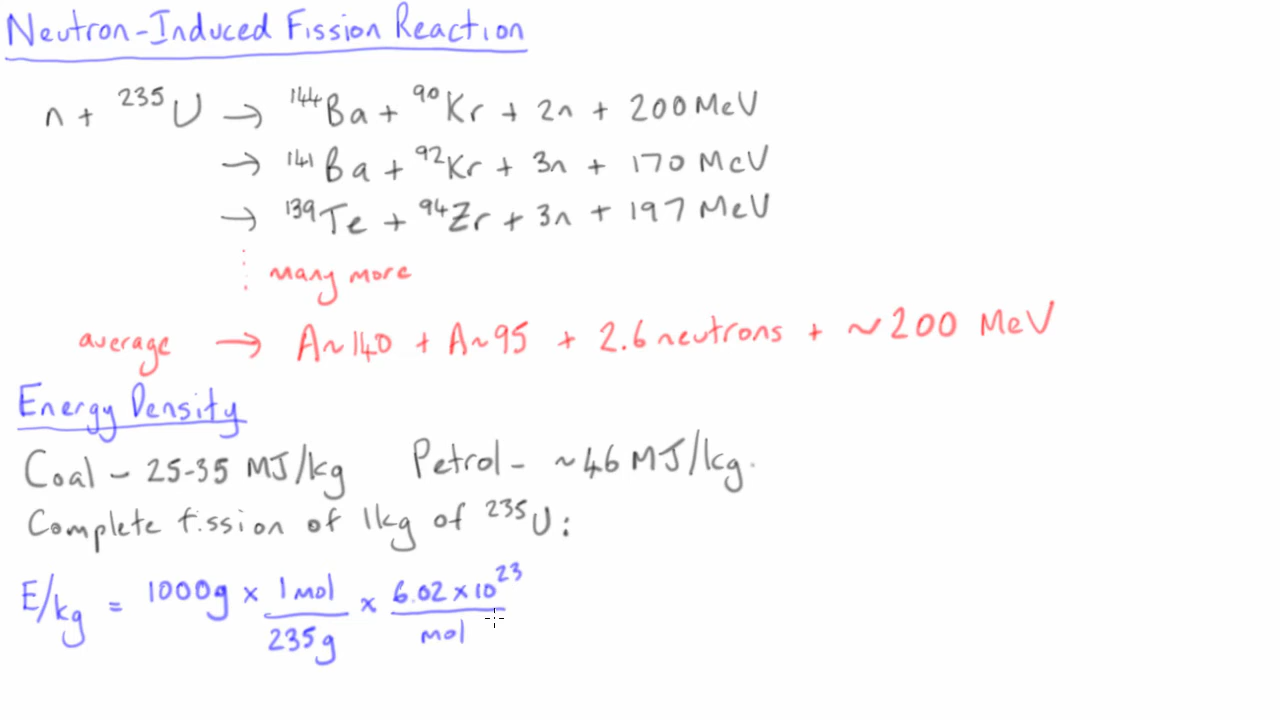 Neutron-Induced Fission Reaction
n + ²³⁵U → ¹⁴⁴Ba + ⁹⁰Kr + 2n + 200 MeV
→ ¹⁴¹Ba + ⁹²Kr + 3n + 170 MeV
→ ¹³⁹Te + ⁹⁴Zr + 3n + 197 MeV
⋮ many more
average → A~140 + A~95 + 2.6 neutrons + ~200 MeV
Energy Density
Coal - 25-35 MJ/kg Petrol - ~46 MJ/kg.
Complete fission of 1kg of ²³⁵U:
E/kg = 1000g × 1 mol/235g × 6.02 × 10²³/mol